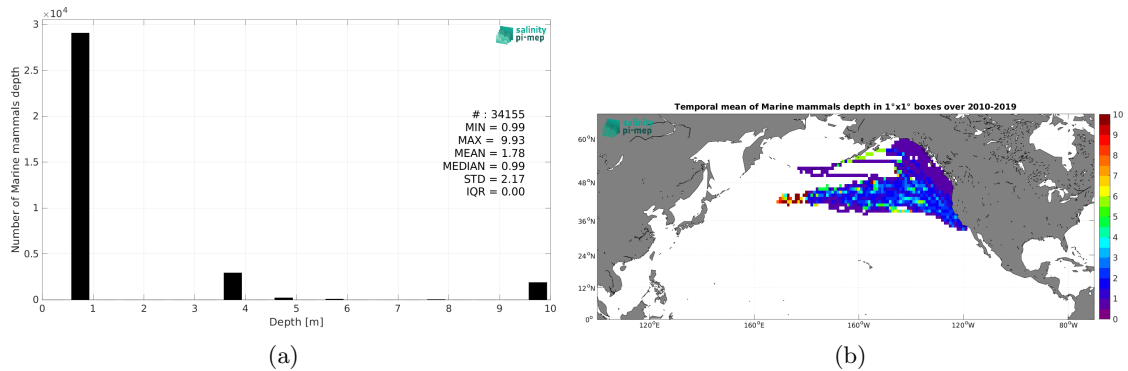 ×10⁴
3
2.5
2
1.5
1
0.5
0
Number of Marine mammals depth
salinity
pi-mep
# : 34155
MIN = 0.99
MAX = 9.93
MEAN = 1.78
MEDIAN = 0.99
STD = 2.17
IQR = 0.00
0 1 2 3 4 5 6 7 8 9 10
Depth [m]
(a)
Temporal mean of Marine mammals depth in 1°x1° boxes over 2010-2019
salinity
pi-mep
60°N
48°N
36°N
24°N
12°N
0°
120°E 160°E 160°W 120°W 80°W
10
9
8
7
6
5
4
3
2
1
0
(b)